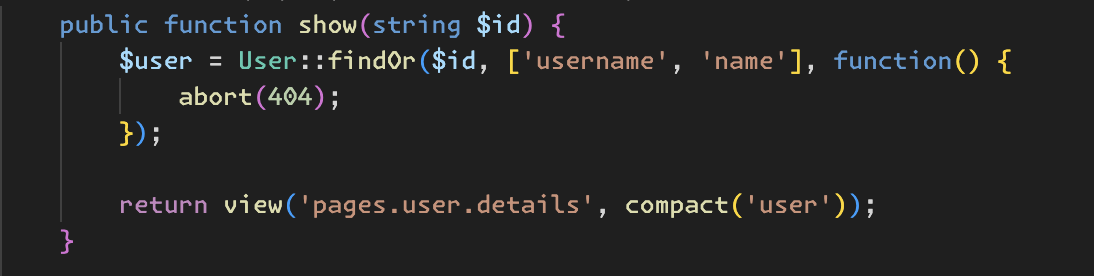 public function show(string $id) {
    $user = User::findOr($id, ['username', 'name'], function() {
        abort(404);
    });

    return view('pages.user.details', compact('user'));
}